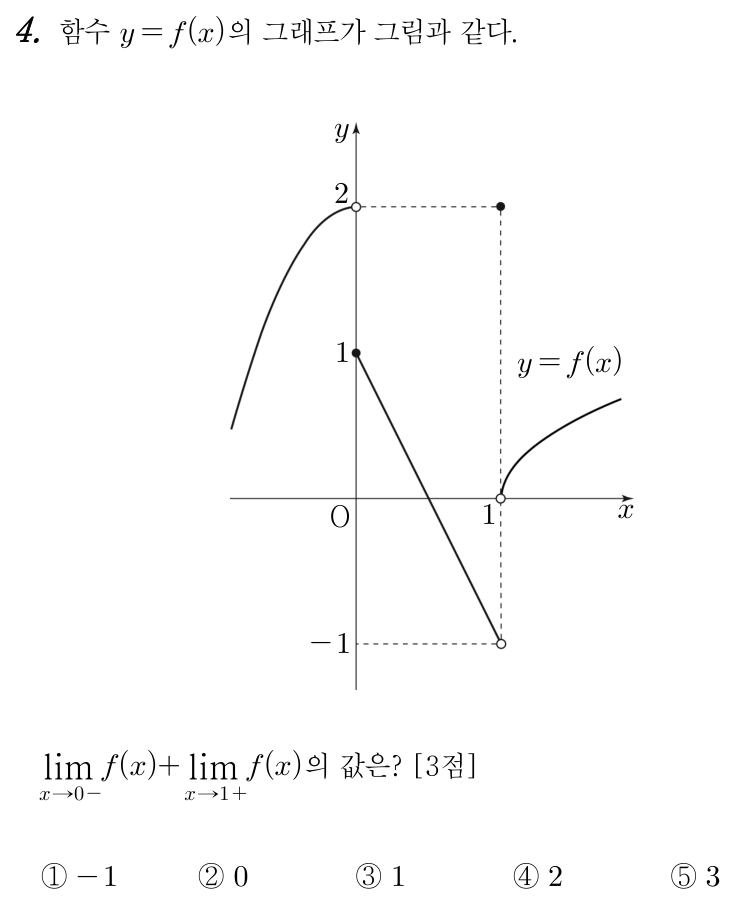 4. 함수 y=f(x)의 그래프가 그림과 같다.
y
2
1
y=f(x)
O
1
x
-1
lim f(x)+ lim f(x)의 값은? [3점]
x→0- x→1+
① -1 ② 0 ③ 1 ④ 2 ⑤ 3